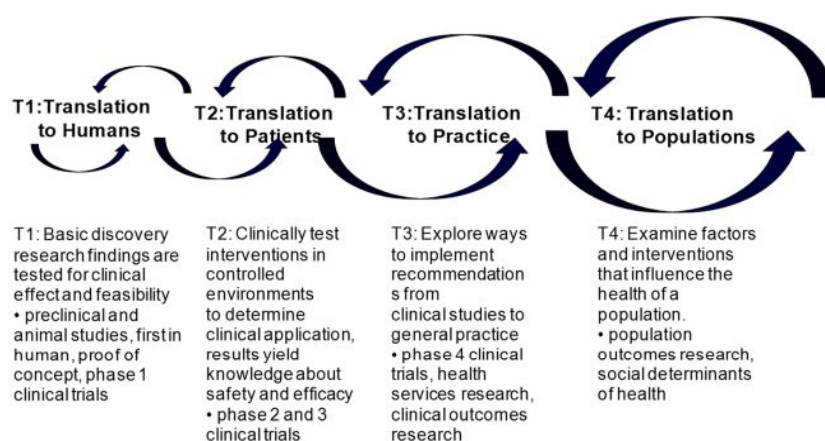 T1:Translation
to Humans
T2:Translation
to Patients
T3:Translation
to Practice
T4: Translation
to Populations
T1: Basic discovery
research findings are
tested for clinical
effect and feasibility
• preclinical and
animal studies, first in
human, proof of
concept, phase 1
clinical trials
T2: Clinically test
interventions in
controlled
environments
to determine
clinical application,
results yield
knowledge about
safety and efficacy
• phase 2 and 3
clinical trials
T3: Explore ways
to implement
recommendation
s from
clinical studies to
general practice
• phase 4 clinical
trials, health
services research,
clinical outcomes
research
T4: Examine factors
and interventions
that influence the
health of a
population.
• population
outcomes research,
social determinants
of health